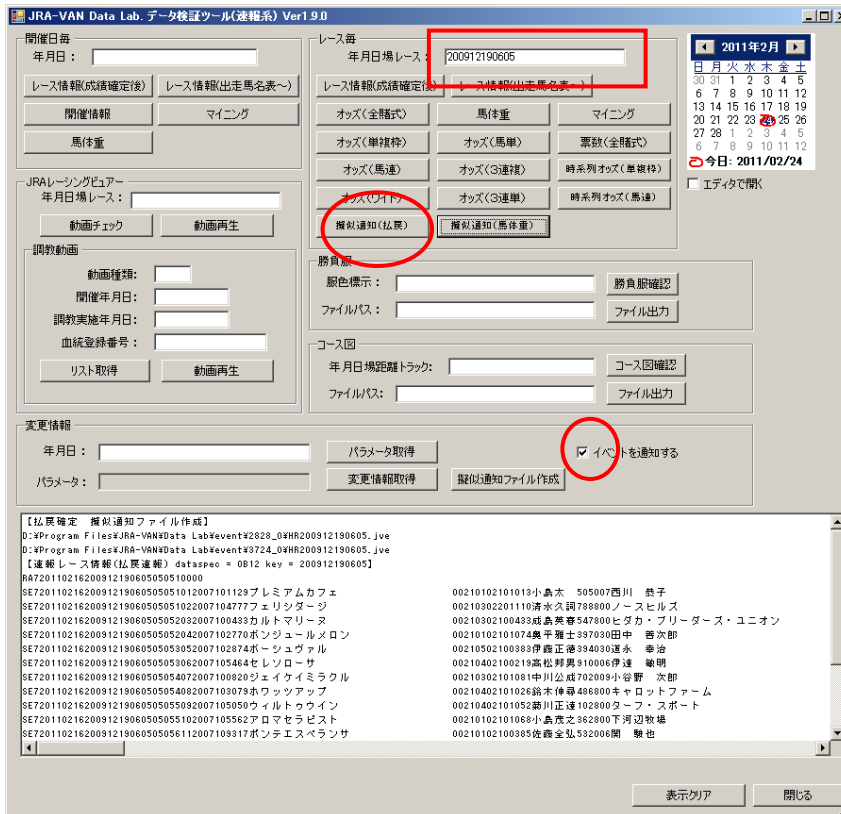 JRA-VAN Data Lab. データ検証ツール(速報系) Ver1.9.0
開催日毎
年月日：
レース情報(成績確定後)
レース情報(出走馬名表～)
開催情報
マイニング
馬体重
レース毎
年月日場レース：
200912190605
レース情報(成績確定後)
レース情報(出走馬名表～)
オッズ(全賭式)
馬体重
マイニング
オッズ(単複枠)
オッズ(馬単)
票数(全賭式)
オッズ(馬連)
オッズ(3連複)
時系列オッズ(単複枠)
オッズ(ワイド)
オッズ(3連単)
時系列オッズ(馬連)
擬似通知(払戻)
擬似通知(馬体重)
2011年2月
日 月 火 水 木 金 土
30 31 1 2 3 4 5
6 7 8 9 10 11 12
13 14 15 16 17 18 19
20 21 22 23 24 25 26
27 28 1 2 3 4 5
6 7 8 9 10 11 12
今日: 2011/02/24
エディタで開く
JRAレーシングビュアー
年月日場レース：
動画チェック
動画再生
調教動画
動画種類:
開催年月日:
調教実施年月日:
血統登録番号：
リスト取得
動画再生
勝負服
服色標示：
勝負服確認
ファイルパス：
ファイル出力
コース図
年月日場距離トラック:
コース図確認
ファイルパス:
ファイル出力
変更情報
年月日：
パラメータ取得
イベントを通知する
パラメータ：
変更情報取得
擬似通知ファイル作成
【払戻確定　擬似通知ファイル作成】
D:¥Program Files¥JRA-VAN¥Data Lab¥event¥2828_0¥HR200912190605.jve
D:¥Program Files¥JRA-VAN¥Data Lab¥event¥3724_0¥HR200912190605.jve
【速報レース情報(払戻速報) dataspec = 0B12 key = 200912190605】
RA7201102162009121906050505010000
SE7201102162009121906050505101 2007101129プレミアムカフェ 00210102101013小島太　505007西川　恭子
SE72011021620091219060505051022007104777フェリシダージ 00210302201110清水久詞788800ノースヒルズ
SE72011021620091219060505052032007100433カルトマリーヌ 00210302100433成島英春547800ヒダカ・ブリーダーズ・ユニオン
SE72011021620091219060505052042007102770ボンジュールメロン 00210102101074奥平雅士397030田中　善次郎
SE72011021620091219060505053052007102874ボーシュヴァル 00210502100383伊藤正徳394030道永　幸治
SE72011021620091219060505053062007105464セレソローサ 00210402100219高松邦男910006伊達　敏明
SE72011021620091219060505054072007100820ジェイケイミラクル 00210302101081中川公成702009小谷野　次郎
SE72011021620091219060505054082007103079ホワッツアップ 00210402101026鈴木伸尋486800キャロットファーム
SE72011021620091219060505055092007105050ウィルトゥウイン 00210402101052菊川正達102800ターフ・スポート
SE72011021620091219060505055102007105562アロマセラピスト 00210102101068小島茂之362800下河辺牧場
SE72011021620091219060505056112007109317ポンテエスペランサ 00210102100385佐藤全弘532006関　駿也
表示クリア
閉じる